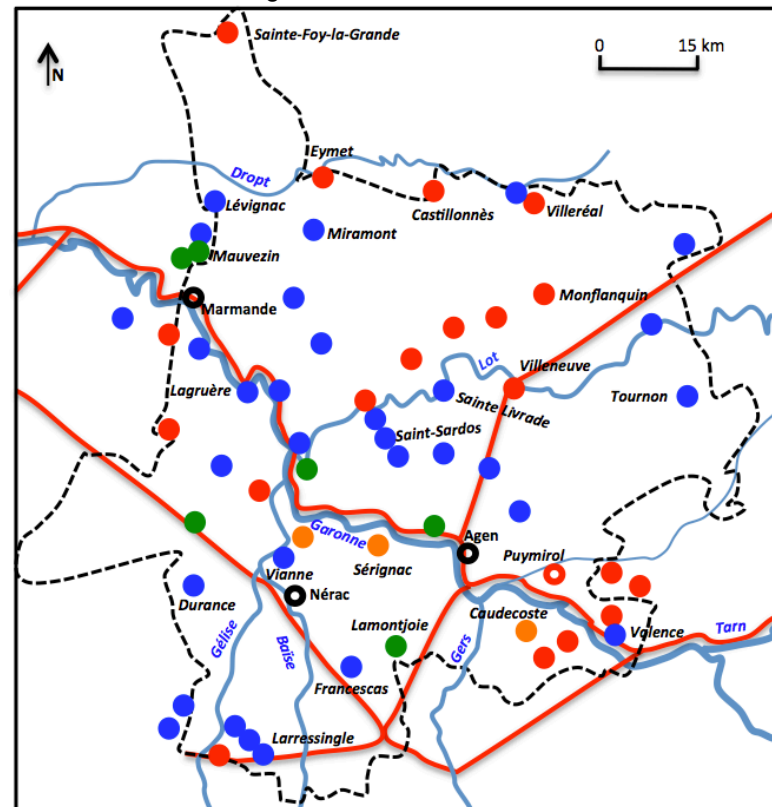 Sainte-Foy-la-Grande
0 15 km
N
Eymet
Dropt
Lévignac
Castillonnès
Villeréal
Miramont
Mauvezin
Marmande
Monflanquin
Lot
Villeneuve
Lagruère
Sainte Livrade
Tournon
Saint-Sardos
Garonne
Agen
Puymirol
Vianne
Sérignac
Durance
Nérac
Caudecoste
Lamontjoie
Valence
Tarn
Gélise
Baïse
Gers
Francescas
Larressingle